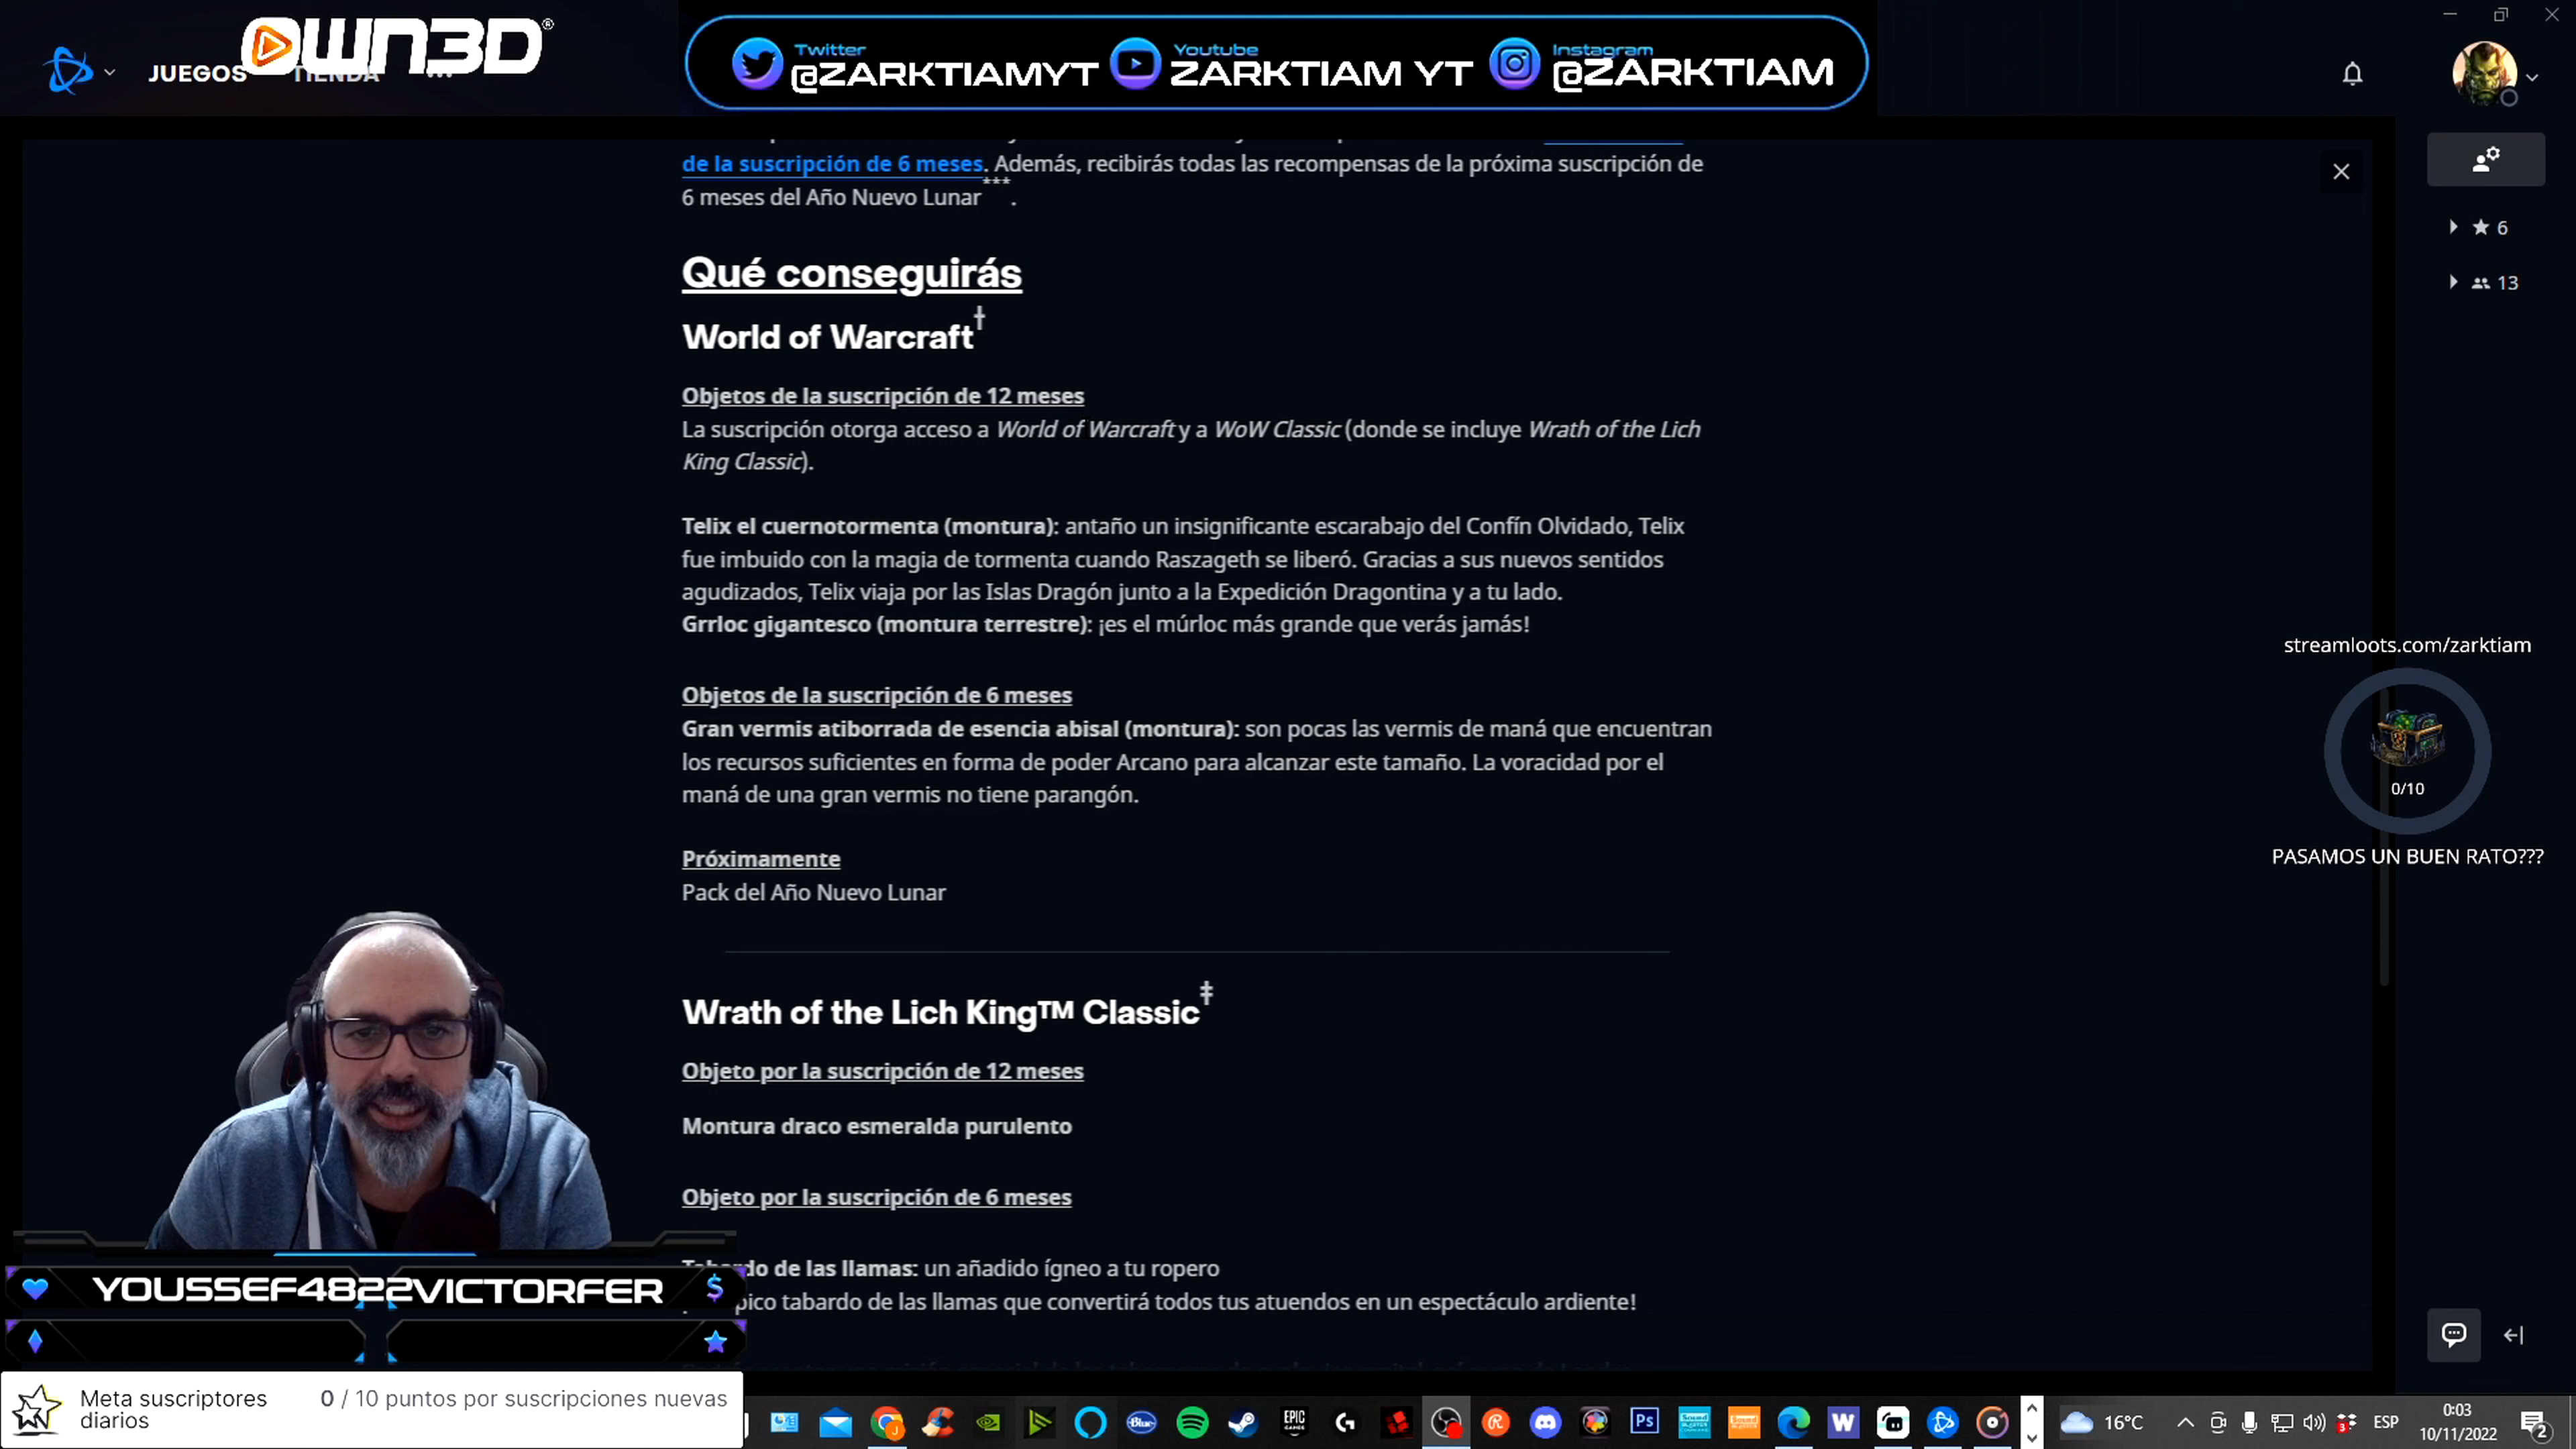 OWN3D®
JUEGOS TIENDA
Twitter
@ZARKTIAMYT
Youtube
ZARKTIAM YT
Instagram
@ZARKTIAM
de la suscripción de 6 meses. Además, recibirás todas las recompensas de la próxima suscripción de
6 meses del Año Nuevo Lunar***.
Qué conseguirás
World of Warcraft†
Objetos de la suscripción de 12 meses
La suscripción otorga acceso a World of Warcraft y a WoW Classic (donde se incluye Wrath of the Lich
King Classic).
Telix el cuernotormenta (montura): antaño un insignificante escarabajo del Confín Olvidado, Telix
fue imbuido con la magia de tormenta cuando Raszageth se liberó. Gracias a sus nuevos sentidos
agudizados, Telix viaja por las Islas Dragón junto a la Expedición Dragontina y a tu lado.
Grrloc gigantesco (montura terrestre): ¡es el múrloc más grande que verás jamás!
Objetos de la suscripción de 6 meses
Gran vermis atiborrada de esencia abisal (montura): son pocas las vermis de maná que encuentran
los recursos suficientes en forma de poder Arcano para alcanzar este tamaño. La voracidad por el
maná de una gran vermis no tiene parangón.
Próximamente
Pack del Año Nuevo Lunar
Wrath of the Lich King™ Classic‡
Objeto por la suscripción de 12 meses
Montura draco esmeralda purulento
Objeto por la suscripción de 6 meses
Tabardo de las llamas: un añadido ígneo a tu ropero
pico tabardo de las llamas que convertirá todos tus atuendos en un espectáculo ardiente!
6
13
streamloots.com/zarktiam
0/10
PASAMOS UN BUEN RATO???
YOUSSEF4822 VICTORFER $
Meta suscriptores
diarios
0 / 10 puntos por suscripciones nuevas
Blue
EPIC
GAMES
Ps
W
16°C
3
ESP
0:03
10/11/2022
2